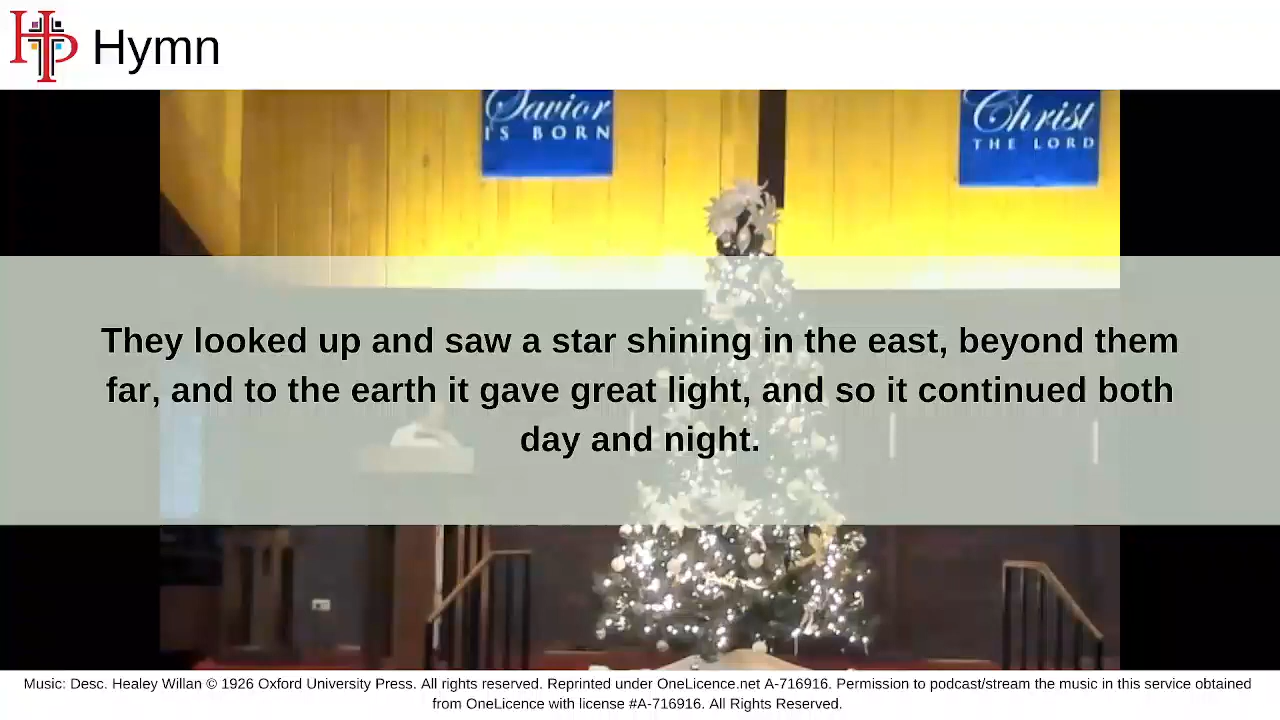 Hymn
Savior
IS BORN
Christ
THE LORD
They looked up and saw a star shining in the east, beyond them
far, and to the earth it gave great light, and so it continued both
day and night.
Music: Desc. Healey Willan © 1926 Oxford University Press. All rights reserved. Reprinted under OneLicence.net A-716916. Permission to podcast/stream the music in this service obtained
from OneLicence with license #A-716916. All Rights Reserved.